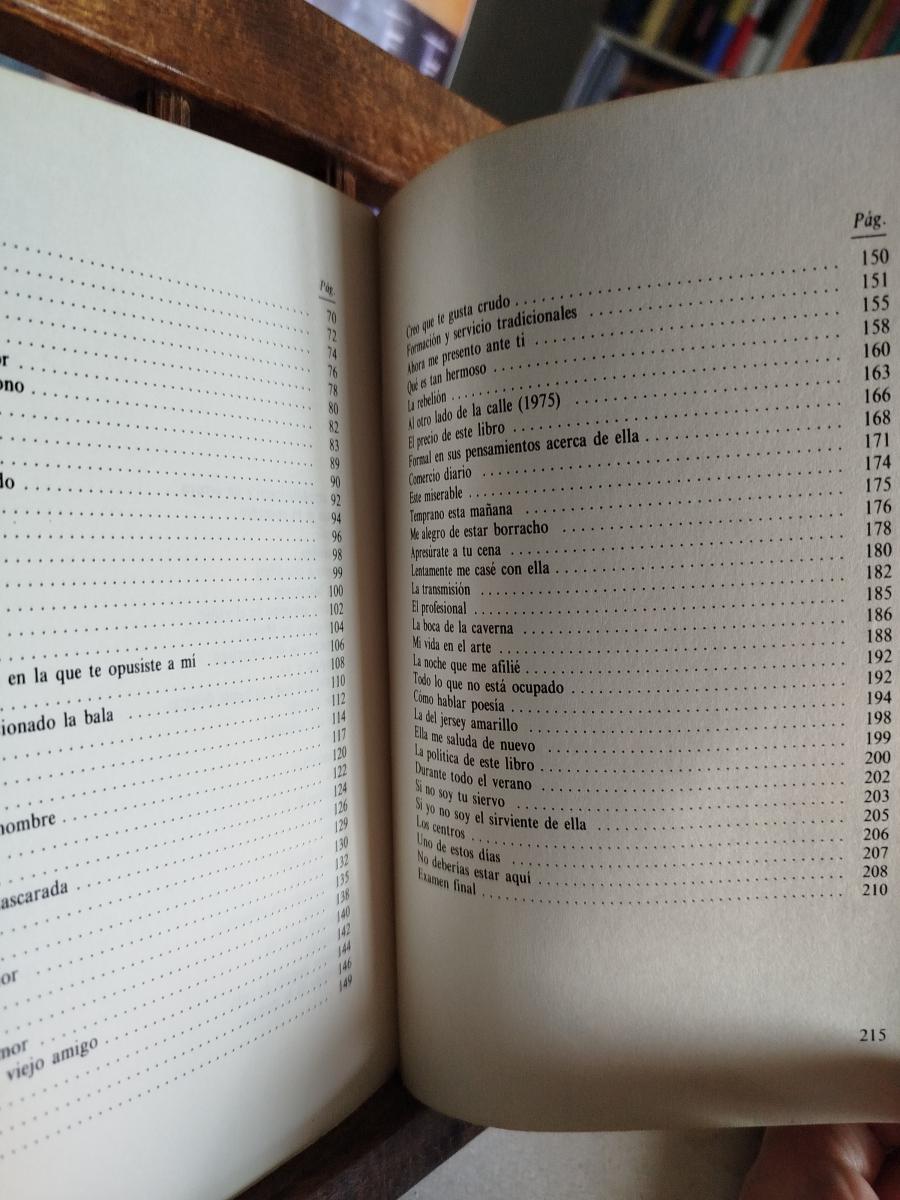 Pág.
70
72
74
76
78
or 80
ono 82
83
89
90
do 92
94
96
98
99
100
102
104
en la que te opusiste a mí 106
108
ionado la bala 110
112
114
117
nombre 120
122
124
ascarada 126
129
130
or 132
135
138
mor 140
viejo amigo 142
144
146
149
Pág.
Creo que te gusta crudo 150
Formación y servicio tradicionales 151
Ahora me presento ante ti 155
Qué es tan hermoso 158
La rebelión 160
Al otro lado de la calle (1975) 163
El precio de este libro 166
Formal en sus pensamientos acerca de ella 168
Comercio diario 171
Este miserable 174
Temprano esta mañana 175
Me alegro de estar borracho 176
Apresúrate a tu cena 178
Lentamente me casé con ella 180
La transmisión 182
El profesional 185
La boca de la caverna 186
Mi vida en el arte 188
La noche que me afilié 192
Todo lo que no está ocupado 192
Cómo hablar poesía 194
La del jersey amarillo 198
Ella me saluda de nuevo 199
La política de este libro 200
Durante todo el verano 202
Si no soy tu siervo 203
Si yo no soy el sirviente de ella 205
Los centros 206
Uno de estos días 207
No deberías estar aquí 208
Examen final 210
215